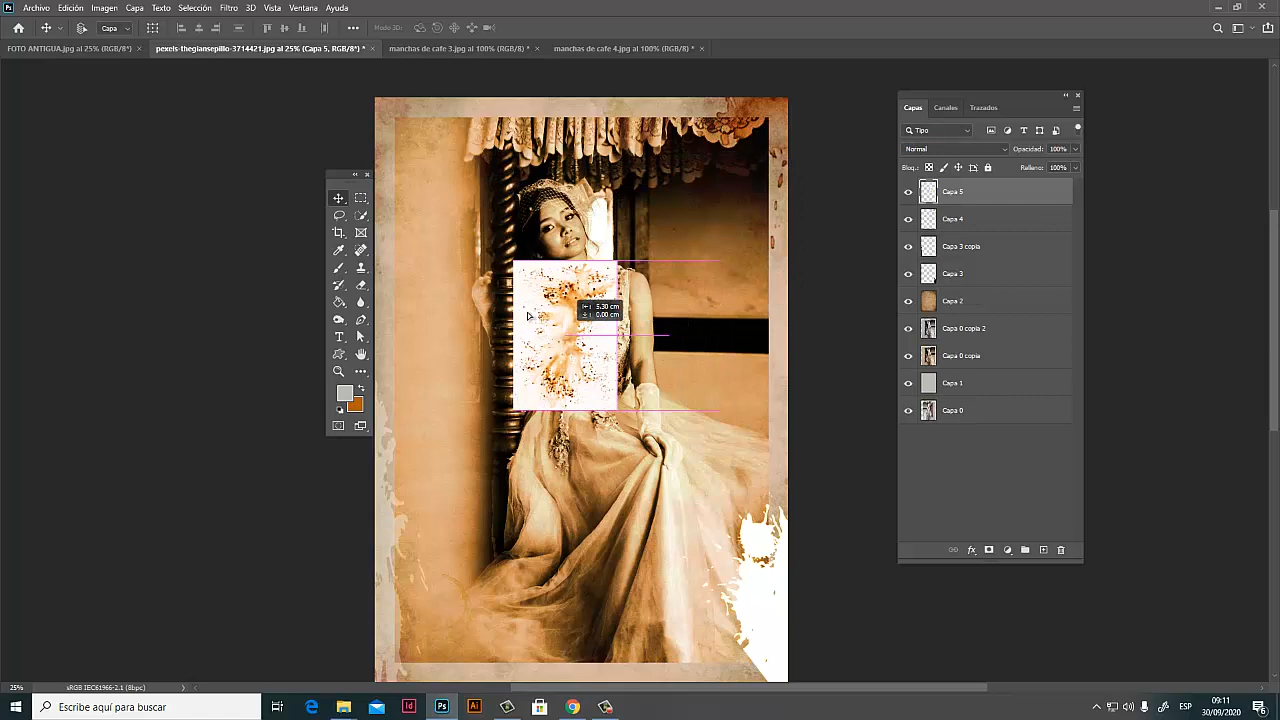 Archivo Edición Imagen Capa Texto Selección Filtro 3D Vista Ventana Ayuda
Capa Modo 3D:
FOTO ANTIGUA.jpg al 25% (RGB/8*) × pexels-thegiansepillo-3714421.jpg al 25% (Capa 5, RGB/8*) * × manchas de cafe 3.jpg al 100% (RGB/8) * × manchas de cafe 4.jpg al 100% (RGB/8) * ×
Capas Canales Trazados
Tipo
Normal Opacidad: 100%
Bloq.: Relleno: 100%
Capa 5
Capa 4
Capa 3 copia
Capa 3
Capa 2
Capa 0 copia 2
Capa 0 copia
Capa 1
Capa 0
5.30 cm
0.00 cm
25% sRGB IEC61966-2.1 (8bpc)
Escribe aquí para buscar
ESP
09:11
30/09/2020